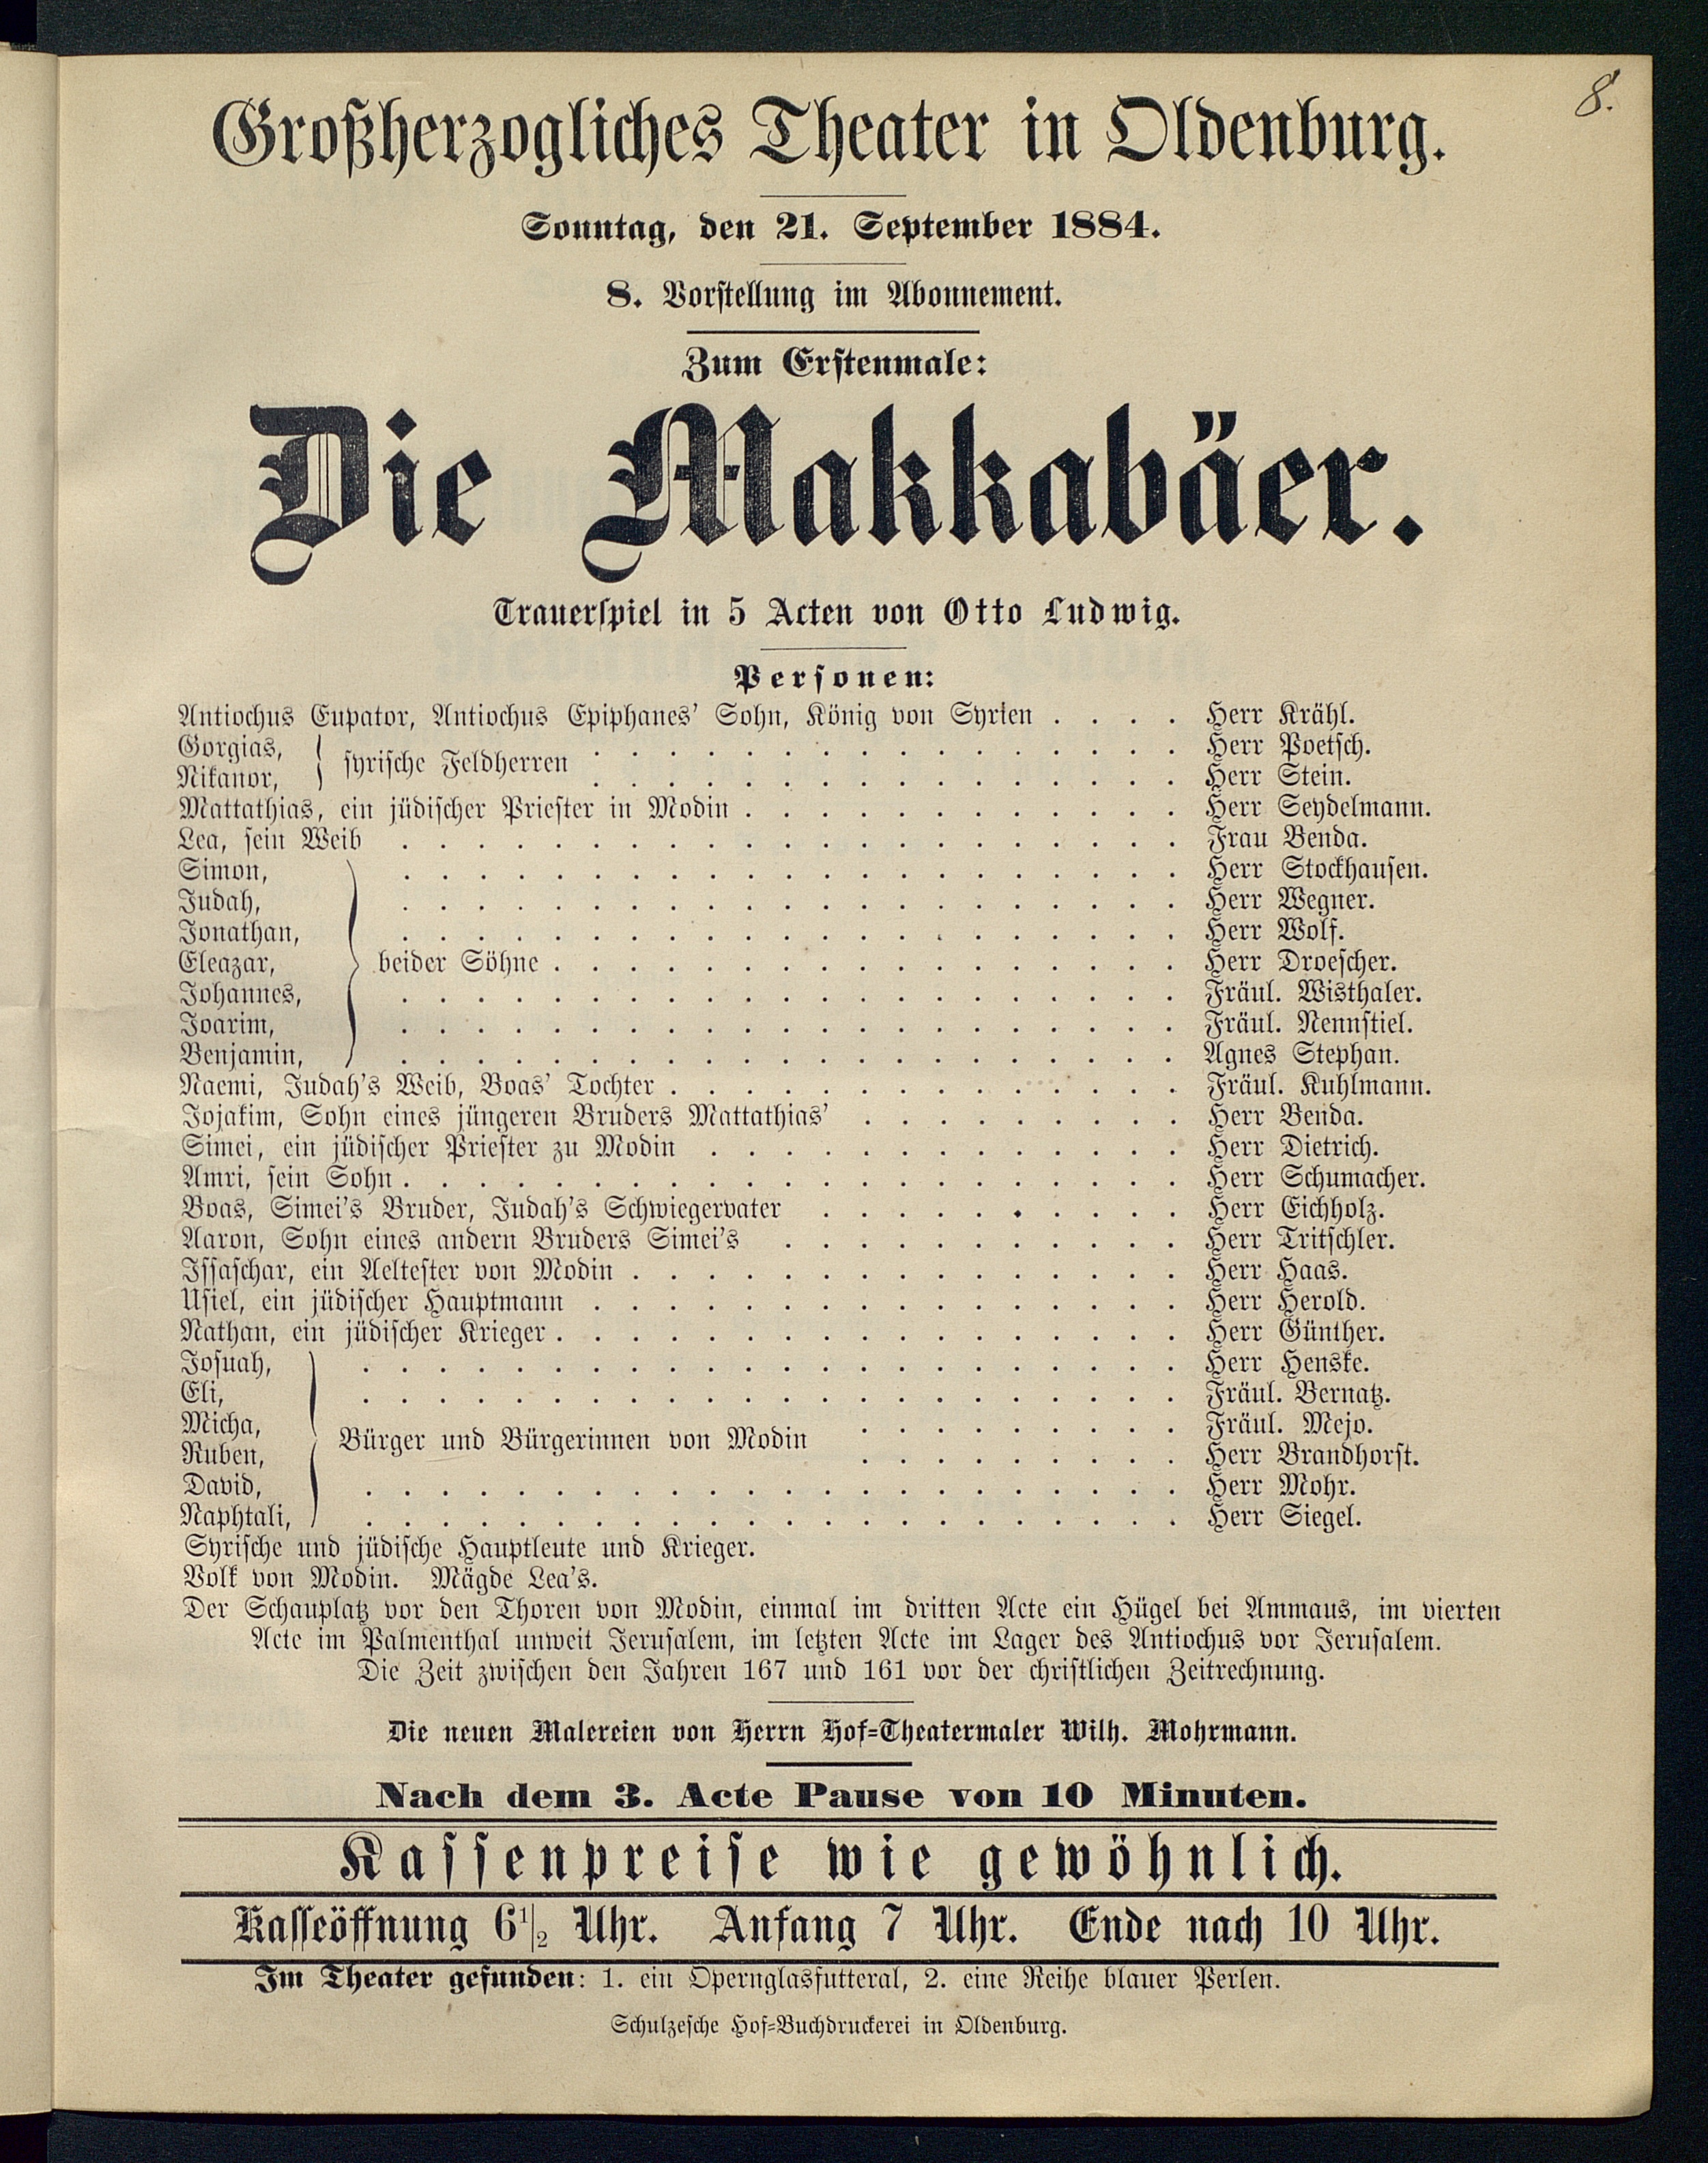 8.
Großherzogliches Theater in Oldenburg.
Sonntag, den 21. September 1884.
8. Vorstellung im Abonnement.
Zum Erstenmale:
Die Makkabäer.
Trauerspiel in 5 Acten von Otto Ludwig.
Personen:
Antiochus Eupator, Antiochus Epiphanes' Sohn, König von Syrien . . . . Herr Krähl.
Gorgias, } syrische Feldherren . . . . Herr Poetsch.
Nikanor, . . . . Herr Stein.
Mattathias, ein jüdischer Priester in Modin . . . . Herr Seydelmann.
Lea, sein Weib . . . . Frau Benda.
Simon, . . . . Herr Stockhausen.
Judah, . . . . Herr Wegner.
Jonathan, . . . . Herr Wolf.
Eleazar, } beider Söhne . . . . Herr Droescher.
Johannes, . . . . Fräul. Wisthaler.
Joarim, . . . . Fräul. Nennstiel.
Benjamin, . . . . Agnes Stephan.
Naemi, Judah's Weib, Boas' Tochter . . . . Fräul. Kuhlmann.
Jojakim, Sohn eines jüngeren Bruders Mattathias' . . . . Herr Benda.
Simei, ein jüdischer Priester zu Modin . . . . Herr Dietrich.
Amri, sein Sohn . . . . Herr Schumacher.
Boas, Simei's Bruder, Judah's Schwiegervater . . . . Herr Eichholz.
Aaron, Sohn eines andern Bruders Simei's . . . . Herr Tritschler.
Issaschar, ein Aeltester von Modin . . . . Herr Haas.
Usiel, ein jüdischer Hauptmann . . . . Herr Herold.
Nathan, ein jüdischer Krieger . . . . Herr Günther.
Josuah, . . . . Herr Henske.
Eli, . . . . Fräul. Bernatz.
Micha, } Bürger und Bürgerinnen von Modin . . . . Fräul. Mejo.
Ruben, . . . . Herr Brandhorst.
David, . . . . Herr Mohr.
Naphtali, . . . . Herr Siegel.
Syrische und jüdische Hauptleute und Krieger.
Volk von Modin. Mägde Lea's.
Der Schauplatz vor den Thoren von Modin, einmal im dritten Acte ein Hügel bei Ammaus, im vierten
Acte im Palmenthal unweit Jerusalem, im letzten Acte im Lager des Antiochus vor Jerusalem.
Die Zeit zwischen den Jahren 167 und 161 vor der christlichen Zeitrechnung.
Die neuen Malereien von Herrn Hof=Theatermaler Wilh. Mohrmann.
Nach dem 3. Acte Pause von 10 Minuten.
Kassenpreise wie gewöhnlich.
Kasseöffnung 6 1/2 Uhr. Anfang 7 Uhr. Ende nach 10 Uhr.
Im Theater gefunden: 1. ein Opernglasfutteral, 2. eine Reihe blauer Perlen.
Schulzesche Hof=Buchdruckerei in Oldenburg.